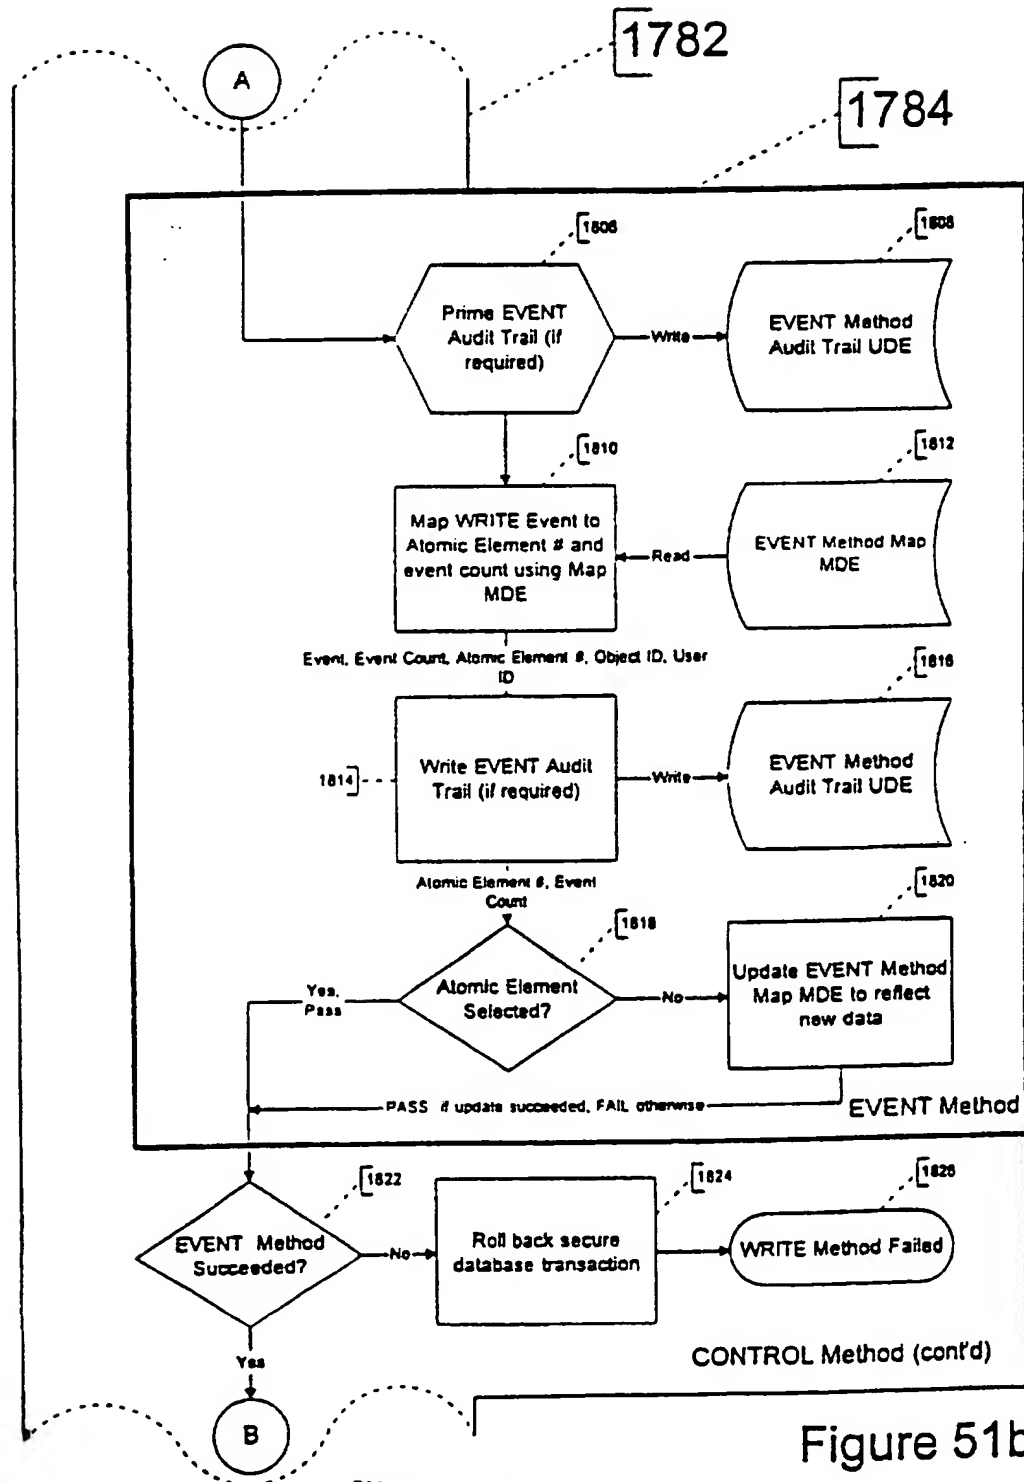 1782
A
1784
1806
1808
Prime EVENT
Audit Trail (if
required)
Write
EVENT Method
Audit Trail UDE
1810
1812
Map WRITE Event to
Atomic Element # and
event count using Map
MDE
Read
EVENT Method Map
MDE
Event, Event Count, Atomic Element #, Object ID, User
ID
1816
1814
Write EVENT Audit
Trail (if required)
Write
EVENT Method
Audit Trail UDE
Atomic Element #, Event
Count
1820
1818
Yes,
Pass
Atomic Element
Selected?
No
Update EVENT Method
Map MDE to reflect
new data
PASS if update succeeded, FAIL otherwise
EVENT Method
1822
1824
1826
EVENT Method
Succeeded?
No
Roll back secure
database transaction
WRITE Method Failed
Yes
CONTROL Method (cont'd)
B
Figure 51b